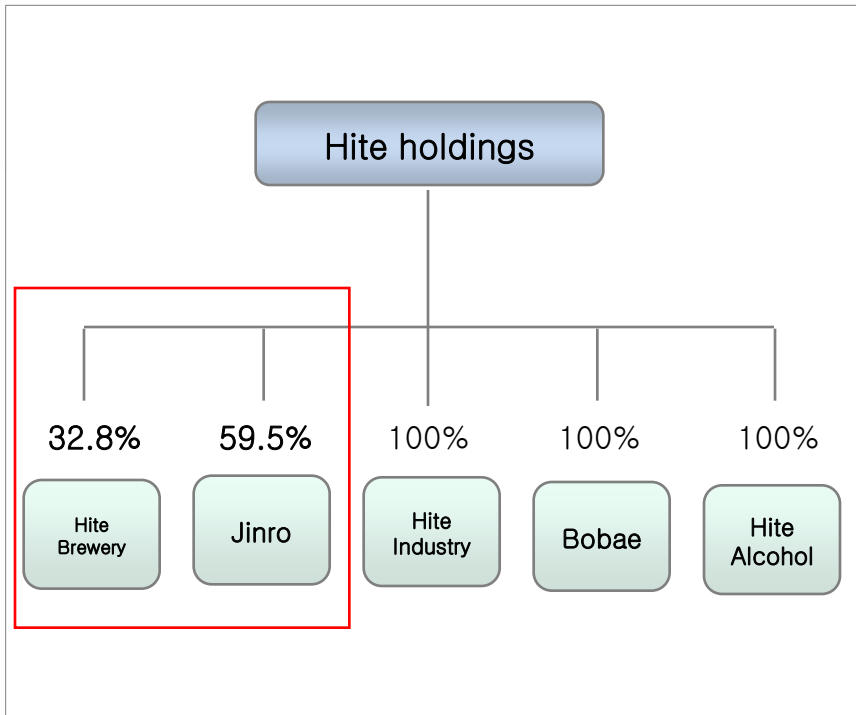 Hite holdings
32.8%
59.5%
100%
100%
100%
Hite
Brewery
Jinro
Hite
Industry
Bobae
Hite
Alcohol